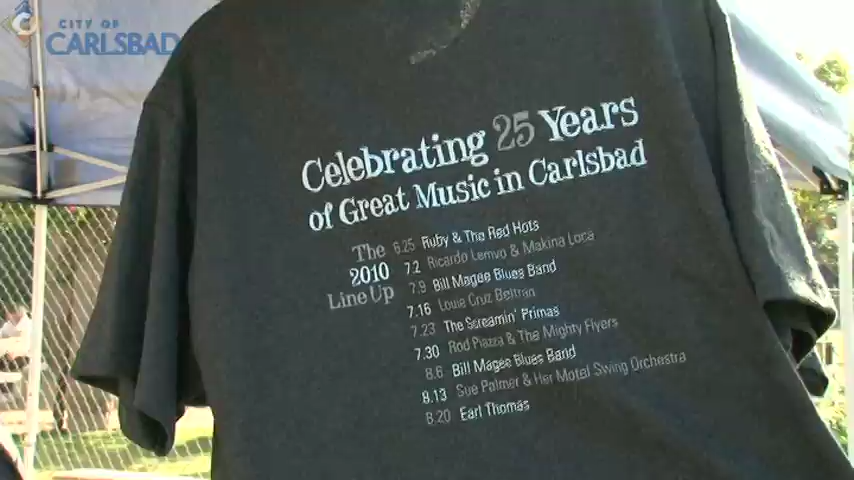 CITY OF
CARLSBAD
Celebrating 25 Years
of Great Music in Carlsbad
The
2010
Line Up
6.25 Ruby & The Red Hots
7.2 Ricardo Lemvo & Makina Loca
7.9 Bill Magee Blues Band
7.16 Louie Cruz Beltran
7.23 The Screamin' Primas
7.30 Rod Piazza & The Mighty Flyers
8.6 Bill Magee Blues Band
8.13 Sue Palmer & Her Motel Swing Orchestra
8.20 Earl Thomas